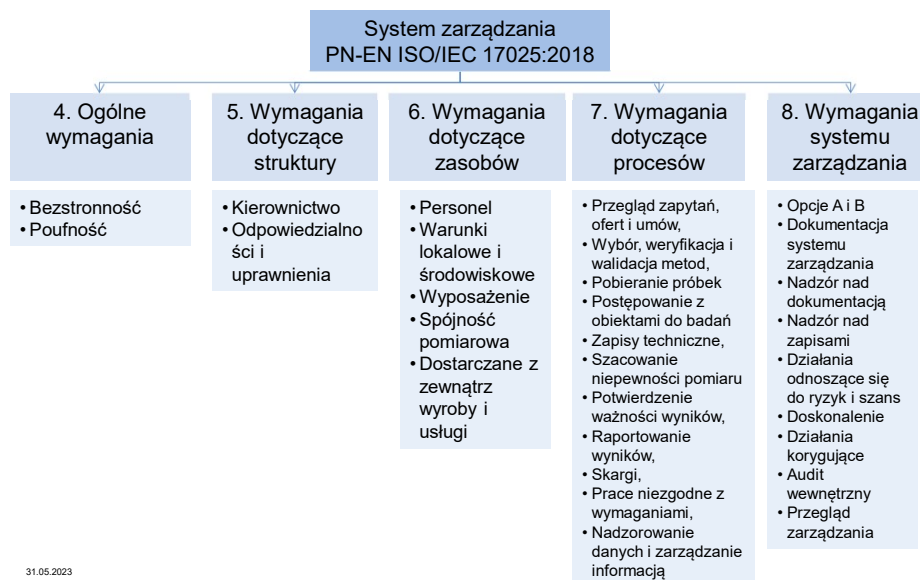 System zarządzania
PN-EN ISO/IEC 17025:2018
4. Ogólne
wymagania
• Bezstronność
• Poufność
5. Wymagania
dotyczące
struktury
• Kierownictwo
• Odpowiedzialno
ści i
uprawnienia
6. Wymagania
dotyczące
zasobów
• Personel
• Warunki
lokalowe i
środowiskowe
• Wyposażenie
• Spójność
pomiarowa
• Dostarczane z
zewnątrz
wyroby i
usługi
7. Wymagania
dotyczące
procesów
• Przegląd zapytań,
ofert i umów,
• Wybór, weryfikacja i
walidacja metod,
• Pobieranie próbek
• Postępowanie z
obiektami do badań
• Zapisy techniczne,
• Szacowanie
niepewności pomiaru
• Potwierdzenie
ważności wyników,
• Raportowanie
wyników,
• Skargi,
• Prace niezgodne z
wymaganiami,
• Nadzorowanie
danych i zarządzanie
informacją
8. Wymagania
systemu
zarządzania
• Opcje A i B
• Dokumentacja
systemu
zarządzania
• Nadzór nad
dokumentacją
• Nadzór nad
zapisami
• Działania
odnoszące się
do ryzyk i szans
• Doskonalenie
• Działania
korygujące
• Audit
wewnętrzny
• Przegląd
zarządzania
31.05.2023